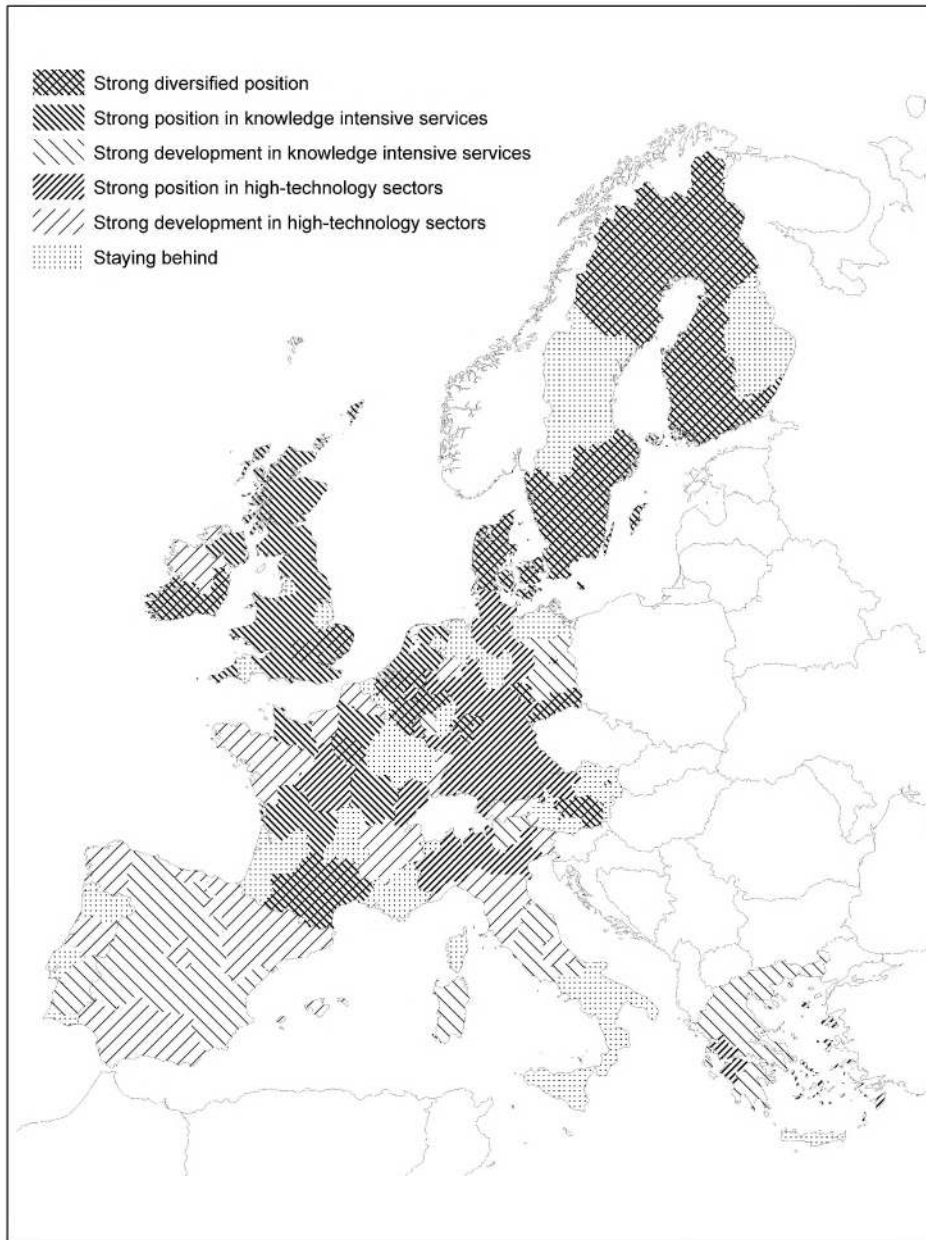 Strong diversified position
Strong position in knowledge intensive services
Strong development in knowledge intensive services
Strong position in high-technology sectors
Strong development in high-technology sectors
Staying behind